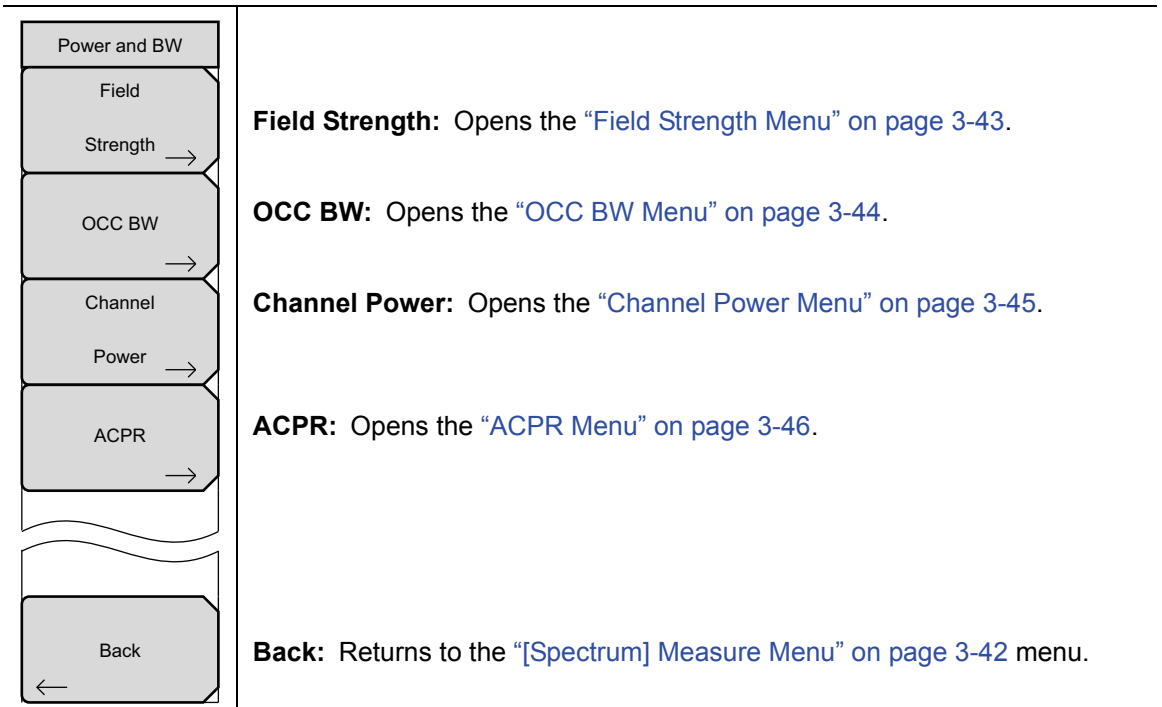 Power and BW
Field
Strength
Field Strength: Opens the “Field Strength Menu” on page 3-43.
OCC BW
OCC BW: Opens the “OCC BW Menu” on page 3-44.
Channel
Power
Channel Power: Opens the “Channel Power Menu” on page 3-45.
ACPR
ACPR: Opens the “ACPR Menu” on page 3-46.
Back
Back: Returns to the “[Spectrum] Measure Menu” on page 3-42 menu.